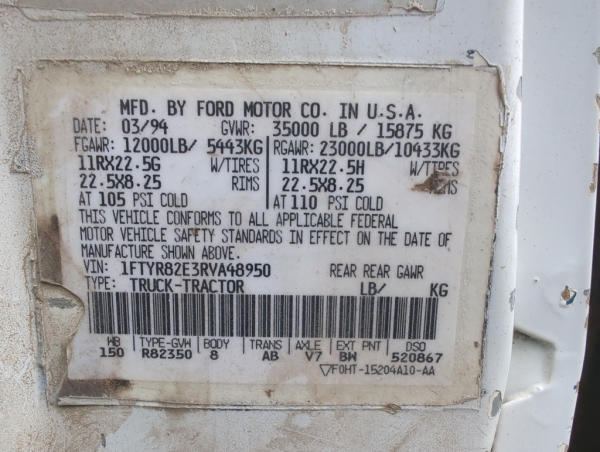 MFD. BY FORD MOTOR CO. IN U.S.A.
DATE: 03/94 GVWR: 35000 LB / 15875 KG
FGAWR: 12000LB/ 5443KG RGAWR: 23000LB/10433KG
11RX22.5G W/TIRES 11RX22.5H W/TIRES
22.5X8.25 RIMS 22.5X8.25 RIMS
AT 105 PSI COLD AT 110 PSI COLD
THIS VEHICLE CONFORMS TO ALL APPLICABLE FEDERAL
MOTOR VEHICLE SAFETY STANDARDS IN EFFECT ON THE DATE OF
MANUFACTURE SHOWN ABOVE.
VIN: 1FTYR82E3RVA48950 REAR REAR GAWR
TYPE: TRUCK-TRACTOR LB/ KG
WB TYPE-GVW BODY TRANS AXLE EXT PNT DSO
150 R82350 8 AB V7 BW 520867
F0HT-15204A10-AA